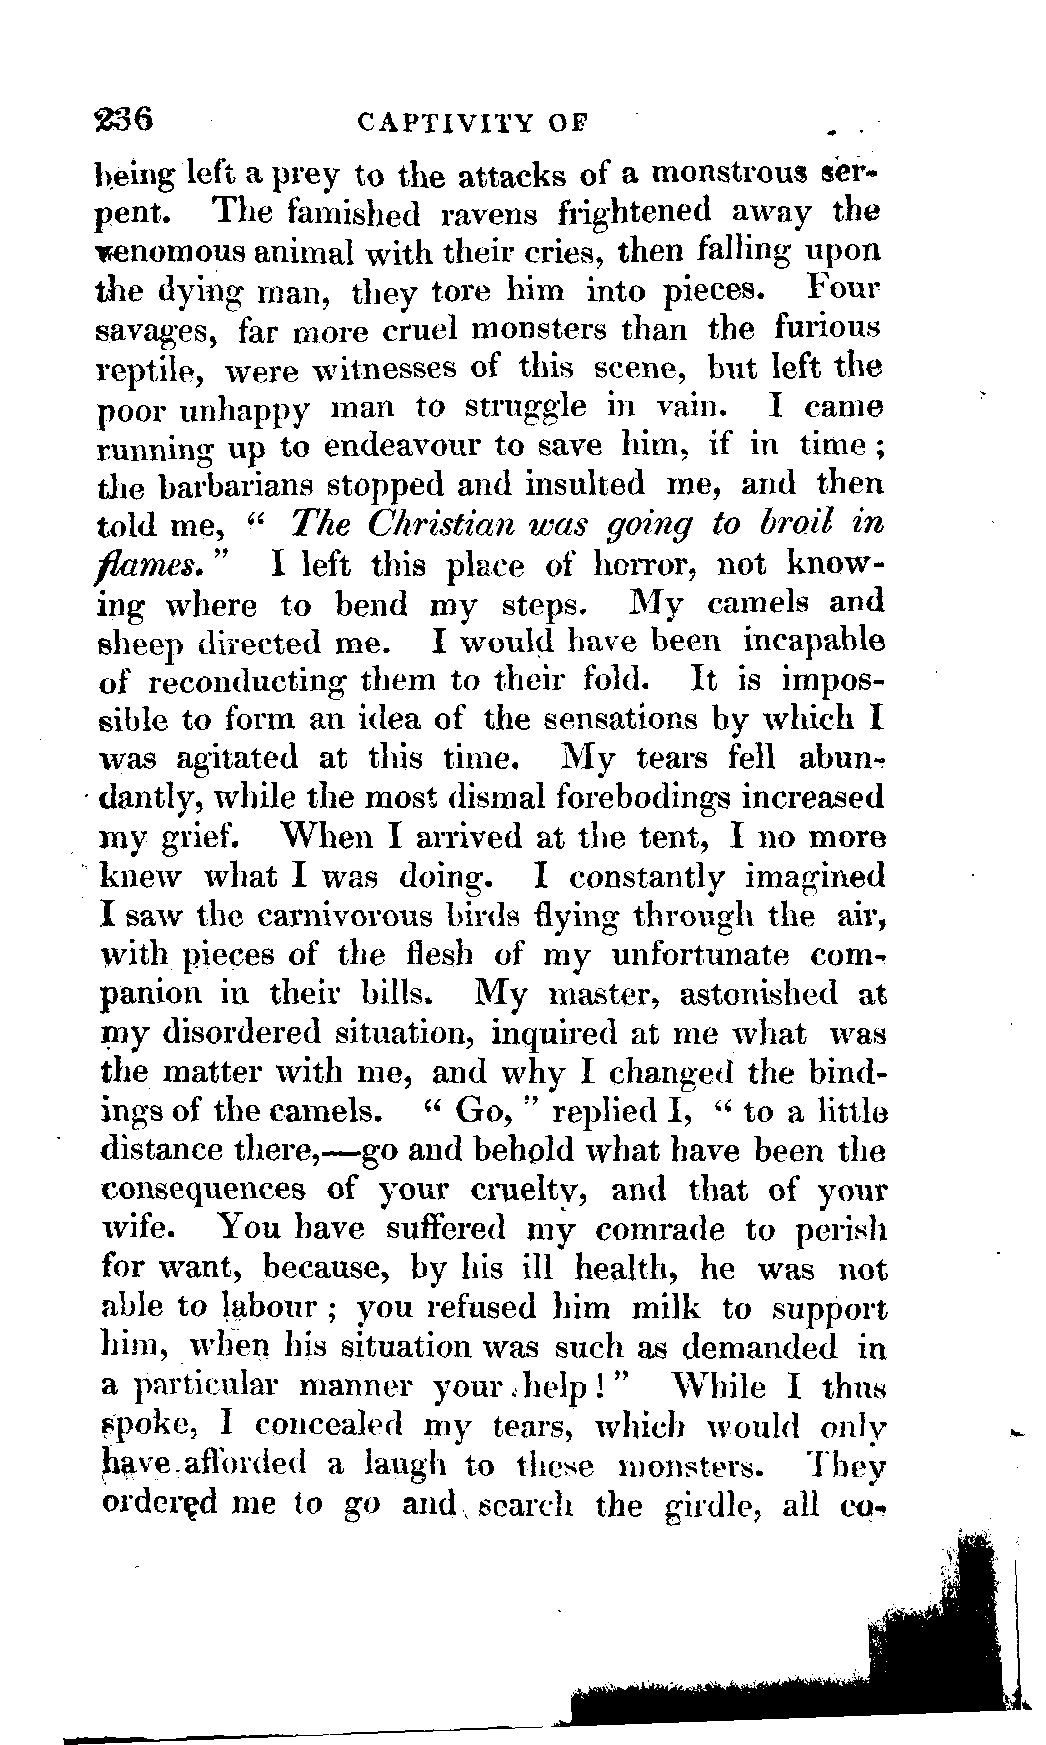 236 CAPTIVITY OF
being left a prey to the attacks of a monstrous ser-
pent. The famished ravens frightened away the
venomous animal with their cries, then falling upon
the dying man, they tore him into pieces. Four
savages, far more cruel monsters than the furious
reptile, were witnesses of this scene, but left the
poor unhappy man to struggle in vain. I came
running up to endeavour to save him, if in time ;
the barbarians stopped and insulted me, and then
told me, “ The Christian was going to broil in
flames. ” I left this place of horror, not know-
ing where to bend my steps. My camels and
sheep directed me. I would have been incapable
of reconducting them to their fold. It is impos-
sible to form an idea of the sensations by which I
was agitated at this time. My tears fell abun-
dantly, while the most dismal forebodings increased
my grief. When I arrived at the tent, I no more
knew what I was doing. I constantly imagined
I saw the carnivorous birds flying through the air,
with pieces of the flesh of my unfortunate com-
panion in their bills. My master, astonished at
my disordered situation, inquired at me what was
the matter with me, and why I changed the bind-
ings of the camels. “ Go, ” replied I, “ to a little
distance there,—go and behold what have been the
consequences of your cruelty, and that of your
wife. You have suffered my comrade to perish
for want, because, by his ill health, he was not
able to labour ; you refused him milk to support
him, when his situation was such as demanded in
a particular manner your help ! ” While I thus
spoke, I concealed my tears, which would only
have afforded a laugh to these monsters. They
ordered me to go and search the girdle, all co-